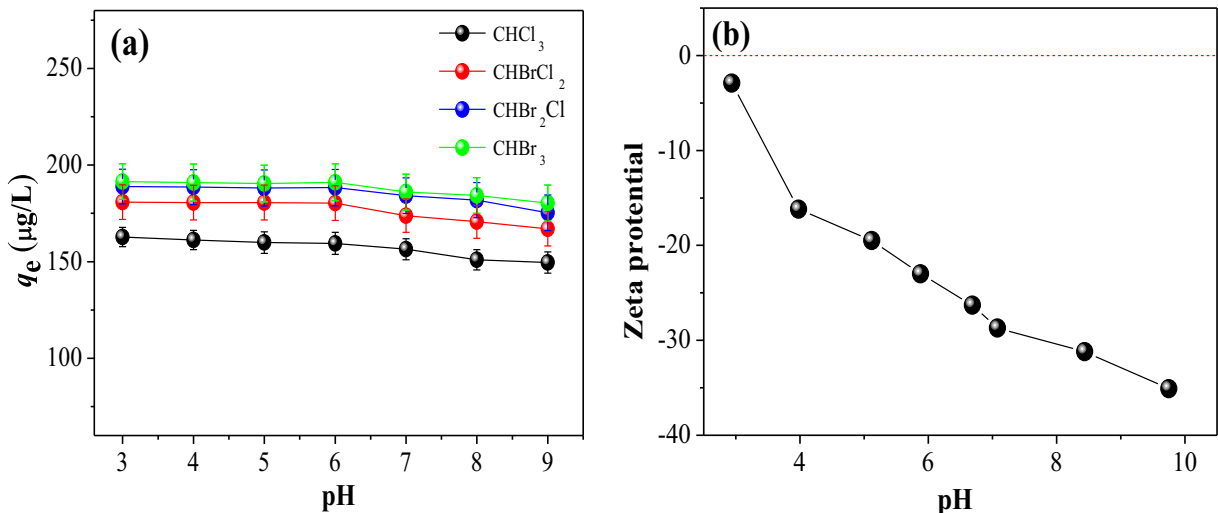 (a)
CHCl3
CHBrCl2
CHBr2Cl
CHBr3
250
200
150
100
qe (µg/L)
3 4 5 6 7 8 9
pH
(b)
0
-10
-20
-30
-40
Zeta protential
4 6 8 10
pH